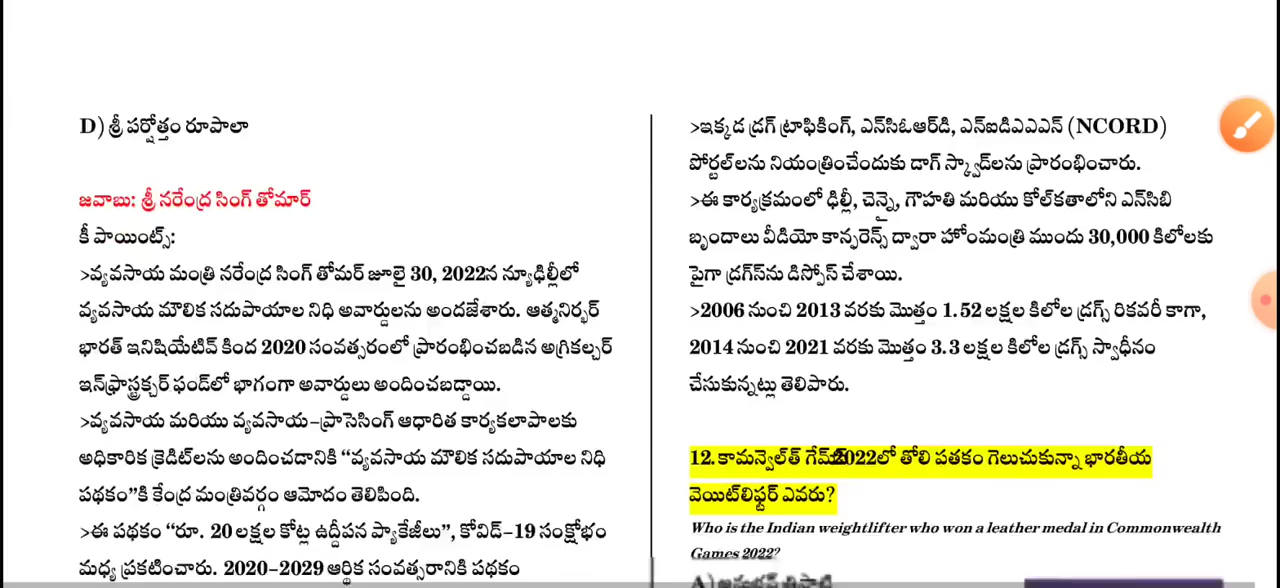 D) శ్రీ పర్షోత్తం రూపాలా
జవాబు: శ్రీ నరేంద్ర సింగ్ తోమార్
కీ పాయింట్స్:
>వ్యవసాయ మంత్రి నరేంద్ర సింగ్ తోమర్ జూలై 30, 2022న న్యూఢిల్లీలో
వ్యవసాయ మౌలిక సదుపాయాల నిధి అవార్డులను అందజేశారు. ఆత్మనిర్భర్
భారత్ ఇనిషియేటివ్ కింద 2020 సంవత్సరంలో ప్రారంభించబడిన అగ్రికల్చర్
ఇన్‌ఫ్రాస్ట్రక్చర్ ఫండ్‌లో భాగంగా అవార్డులు అందించబడ్డాయి.
>వ్యవసాయ మరియు వ్యవసాయ-ప్రాసెసింగ్ ఆధారిత కార్యకలాపాలకు
అధికారిక క్రెడిట్‌లను అందించడానికి “వ్యవసాయ మౌలిక సదుపాయాల నిధి
పథకం”కి కేంద్ర మంత్రివర్గం ఆమోదం తెలిపింది.
>ఈ పథకం “రూ. 20 లక్షల కోట్ల ఉద్దీపన ప్యాకేజీలు”, కోవిడ్-19 సంక్షోభం
మధ్య ప్రకటించారు. 2020-2029 ఆర్థిక సంవత్సరానికి పథకం
>ఇక్కడ డ్రగ్ ట్రాఫికింగ్, ఎన్‌సిఓఆర్‌డి, ఎన్‌ఐడిఎఎఎన్ (NCORD)
పోర్టల్‌లను నియంత్రించేందుకు డాగ్ స్క్వాడ్‌లను ప్రారంభించారు.
>ఈ కార్యక్రమంలో ఢిల్లీ, చెన్నై, గౌహతి మరియు కోల్‌కతాలోని ఎన్‌సిబి
బృందాలు వీడియో కాన్ఫరెన్స్ ద్వారా హోంమంత్రి ముందు 30,000 కిలోలకు
పైగా డ్రగ్స్‌ను డిస్పోస్ చేశాయి.
>2006 నుంచి 2013 వరకు మొత్తం 1.52 లక్షల కిలోల డ్రగ్స్ రికవరీ కాగా,
2014 నుంచి 2021 వరకు మొత్తం 3.3 లక్షల కిలోల డ్రగ్స్ స్వాధీనం
చేసుకున్నట్లు తెలిపారు.
12. కామన్వెల్త్ గేమ్స్ 2022లో తోలి పతకం గెలుచుకున్నా భారతీయ
వెయిట్‌లిఫ్టర్ ఎవరు?
Who is the Indian weightlifter who won a leather medal in Commonwealth
Games 2022?